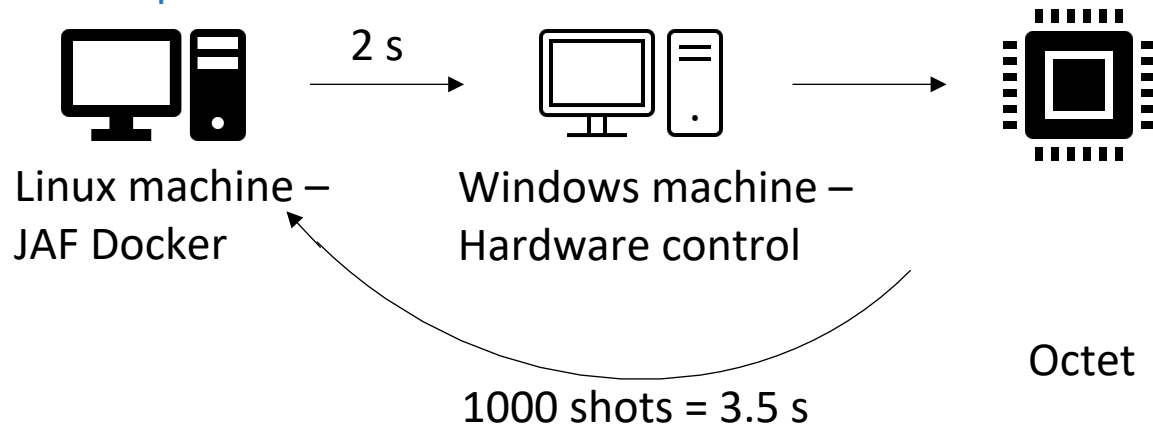 2 s
Linux machine –
JAF Docker
Windows machine –
Hardware control
Octet
1000 shots = 3.5 s